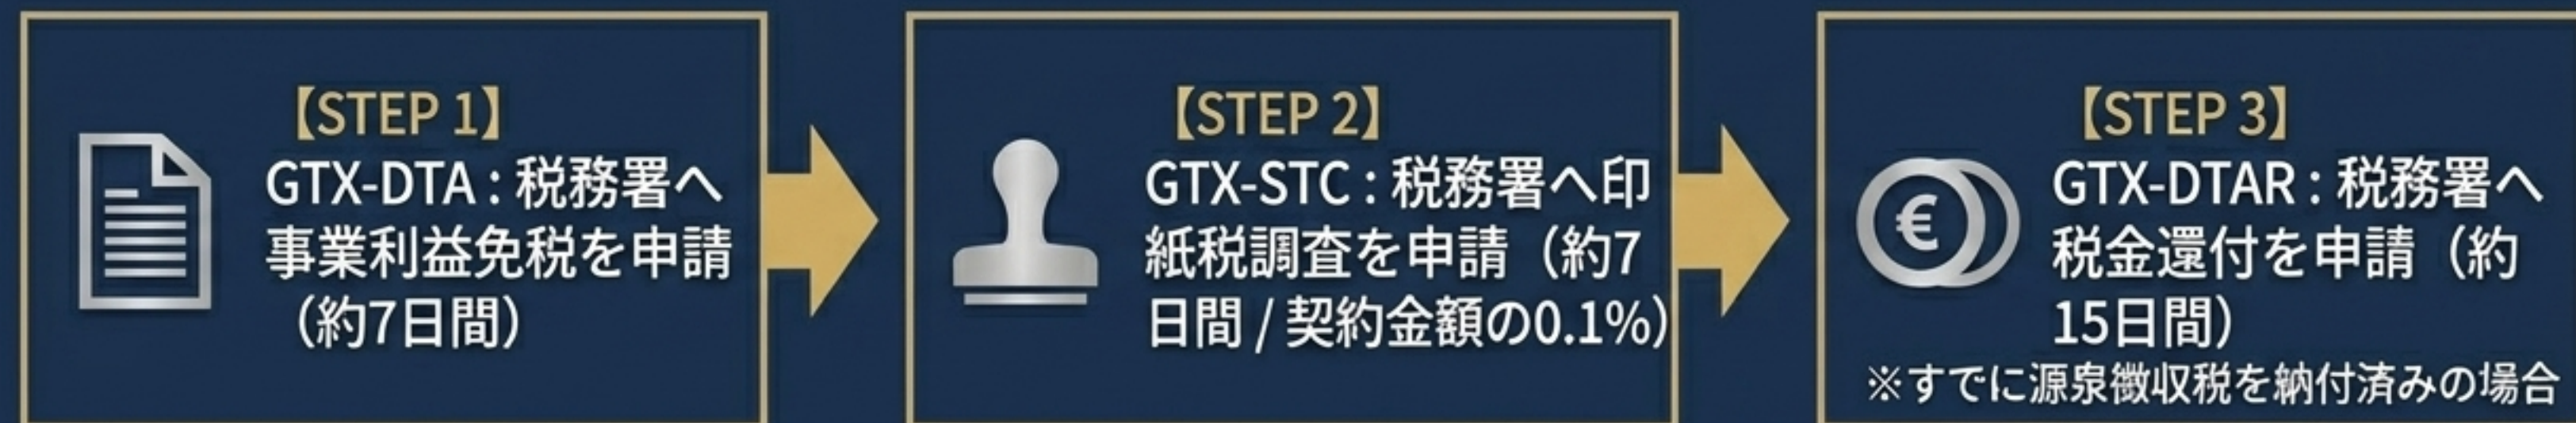 【STEP 1】
GTX-DTA : 税務署へ
事業利益免税を申請
（約7日間）
【STEP 2】
GTX-STC : 税務署へ印
紙税調査を申請（約7
日間 / 契約金額の0.1%）
【STEP 3】
GTX-DTAR : 税務署へ
税金還付を申請（約
15日間）
※すでに源泉徴収税を納付済みの場合
€